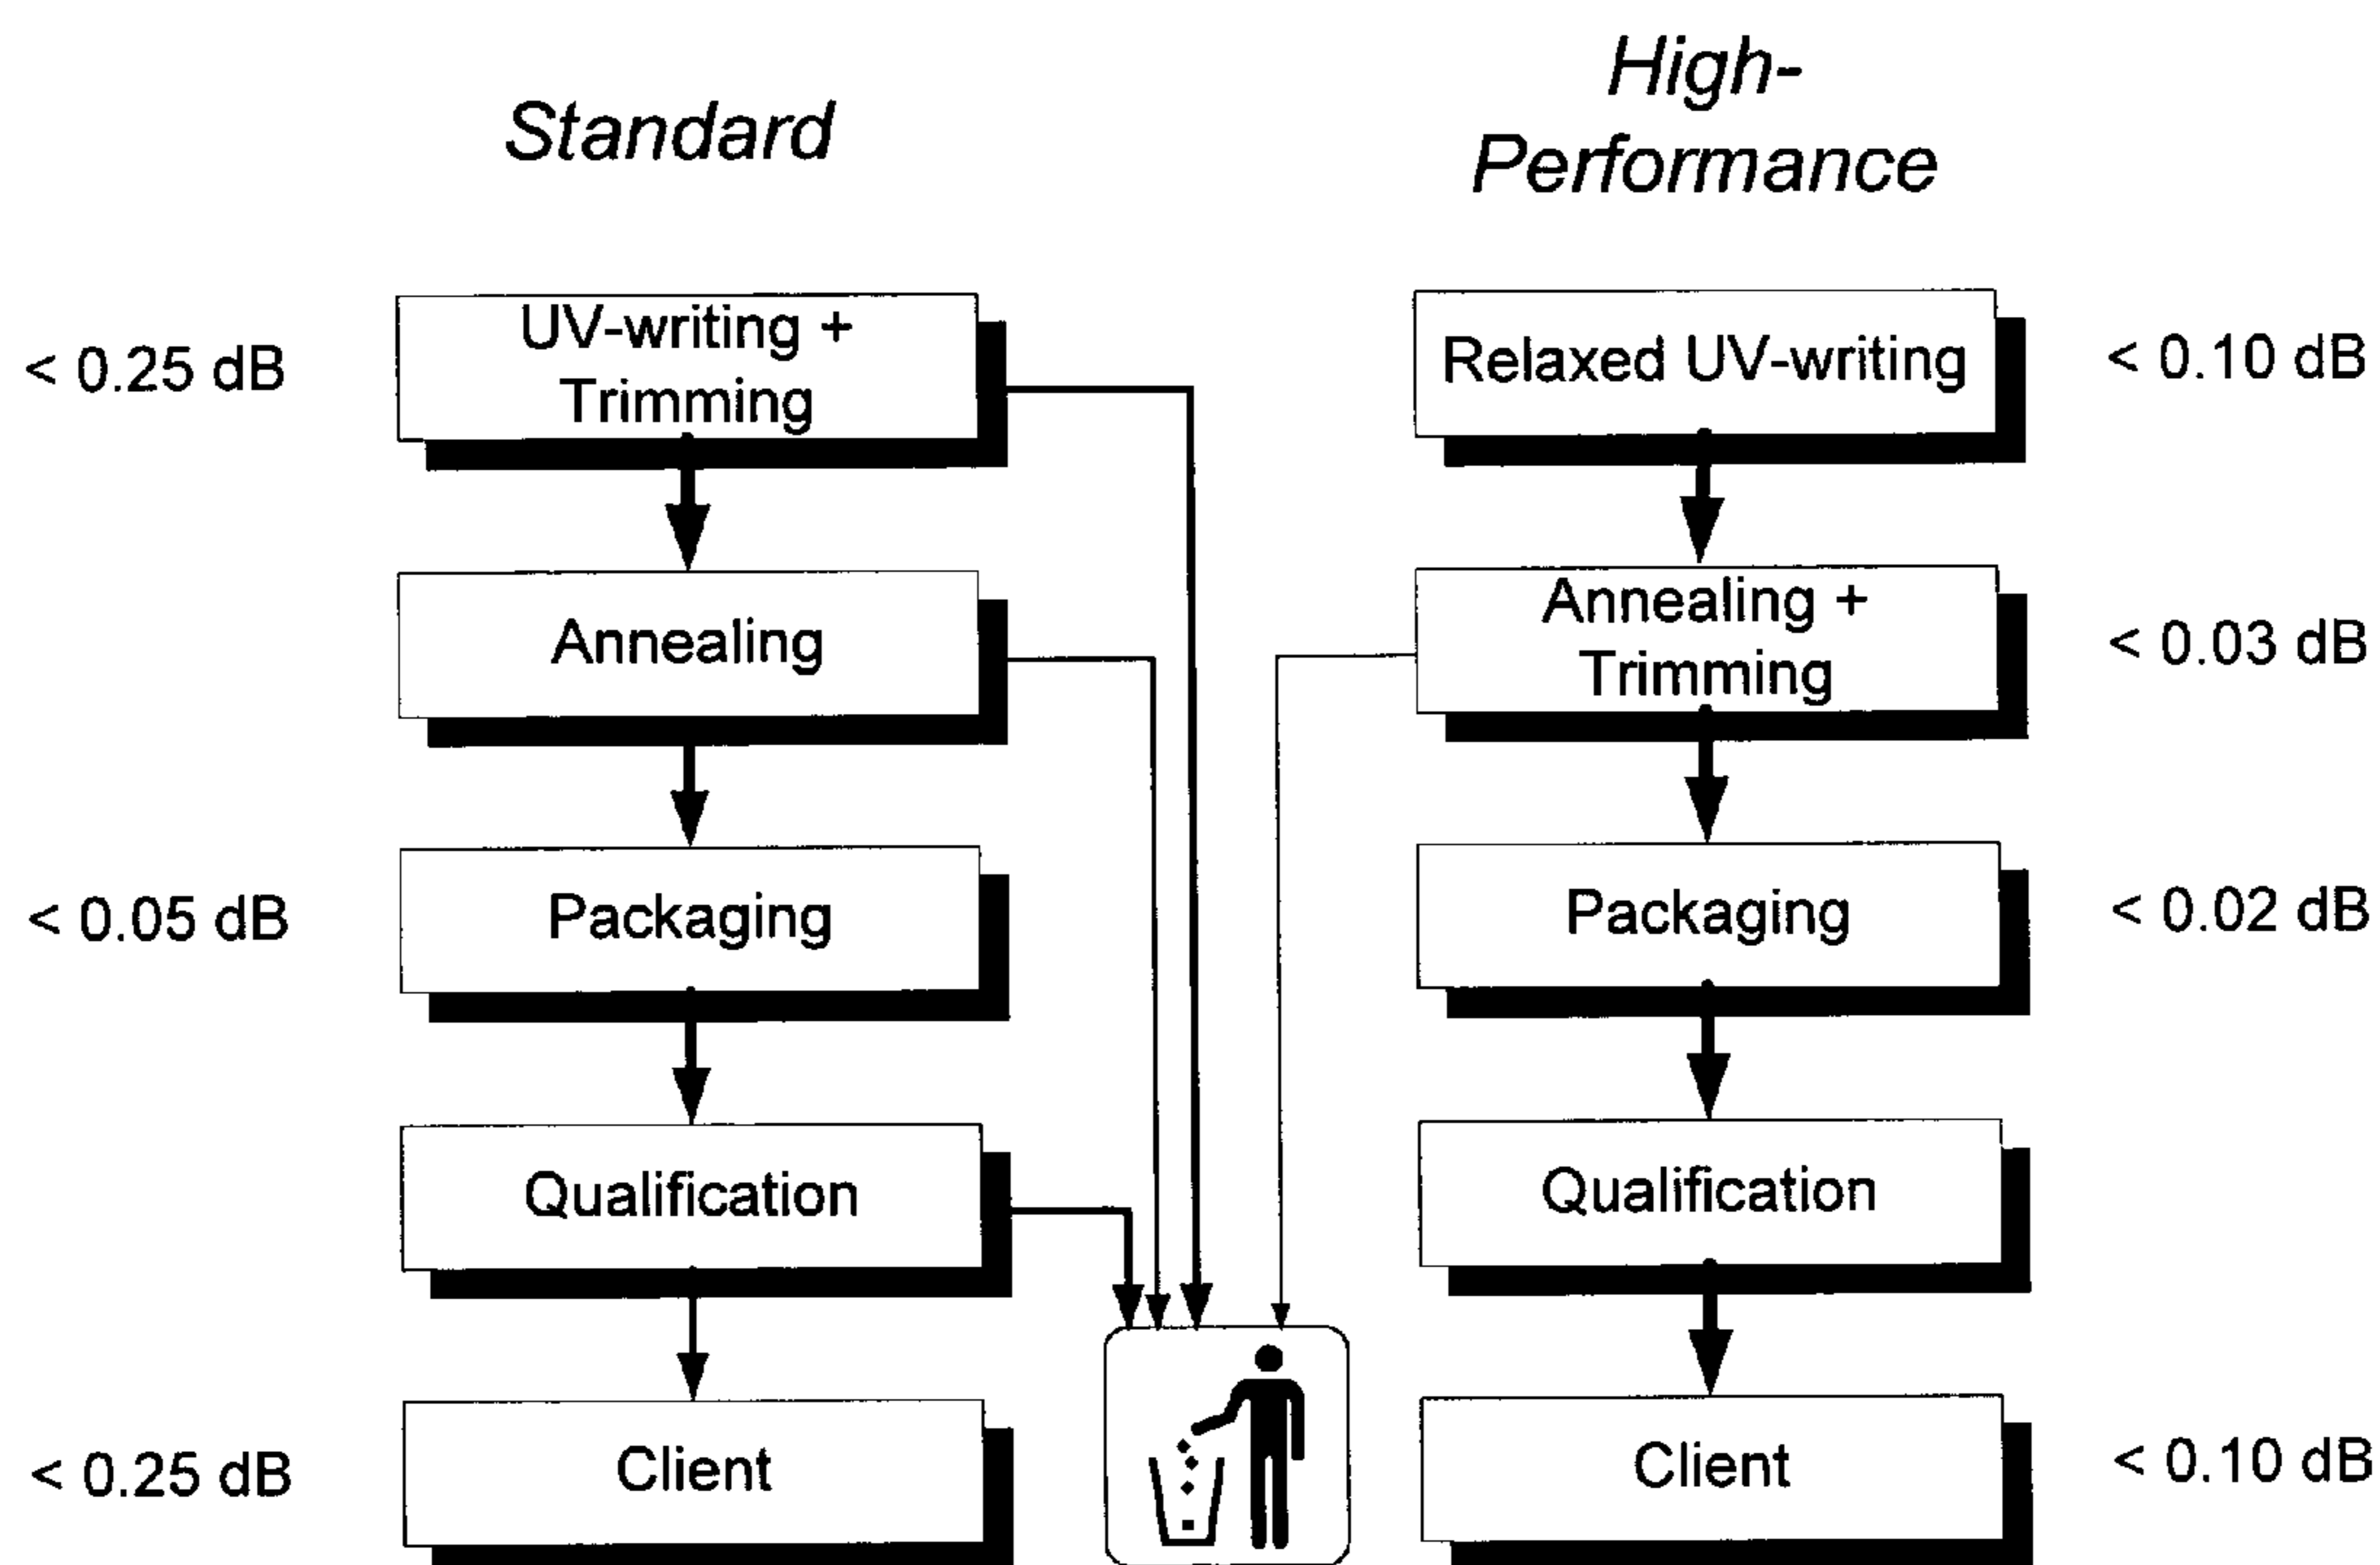 Standard
High-
Performance
< 0.25 dB
UV-writing +
Trimming
Relaxed UV-writing
< 0.10 dB
Annealing
Annealing +
Trimming
< 0.03 dB
< 0.05 dB
Packaging
Packaging
< 0.02 dB
Qualification
Qualification
< 0.25 dB
Client
Client
< 0.10 dB